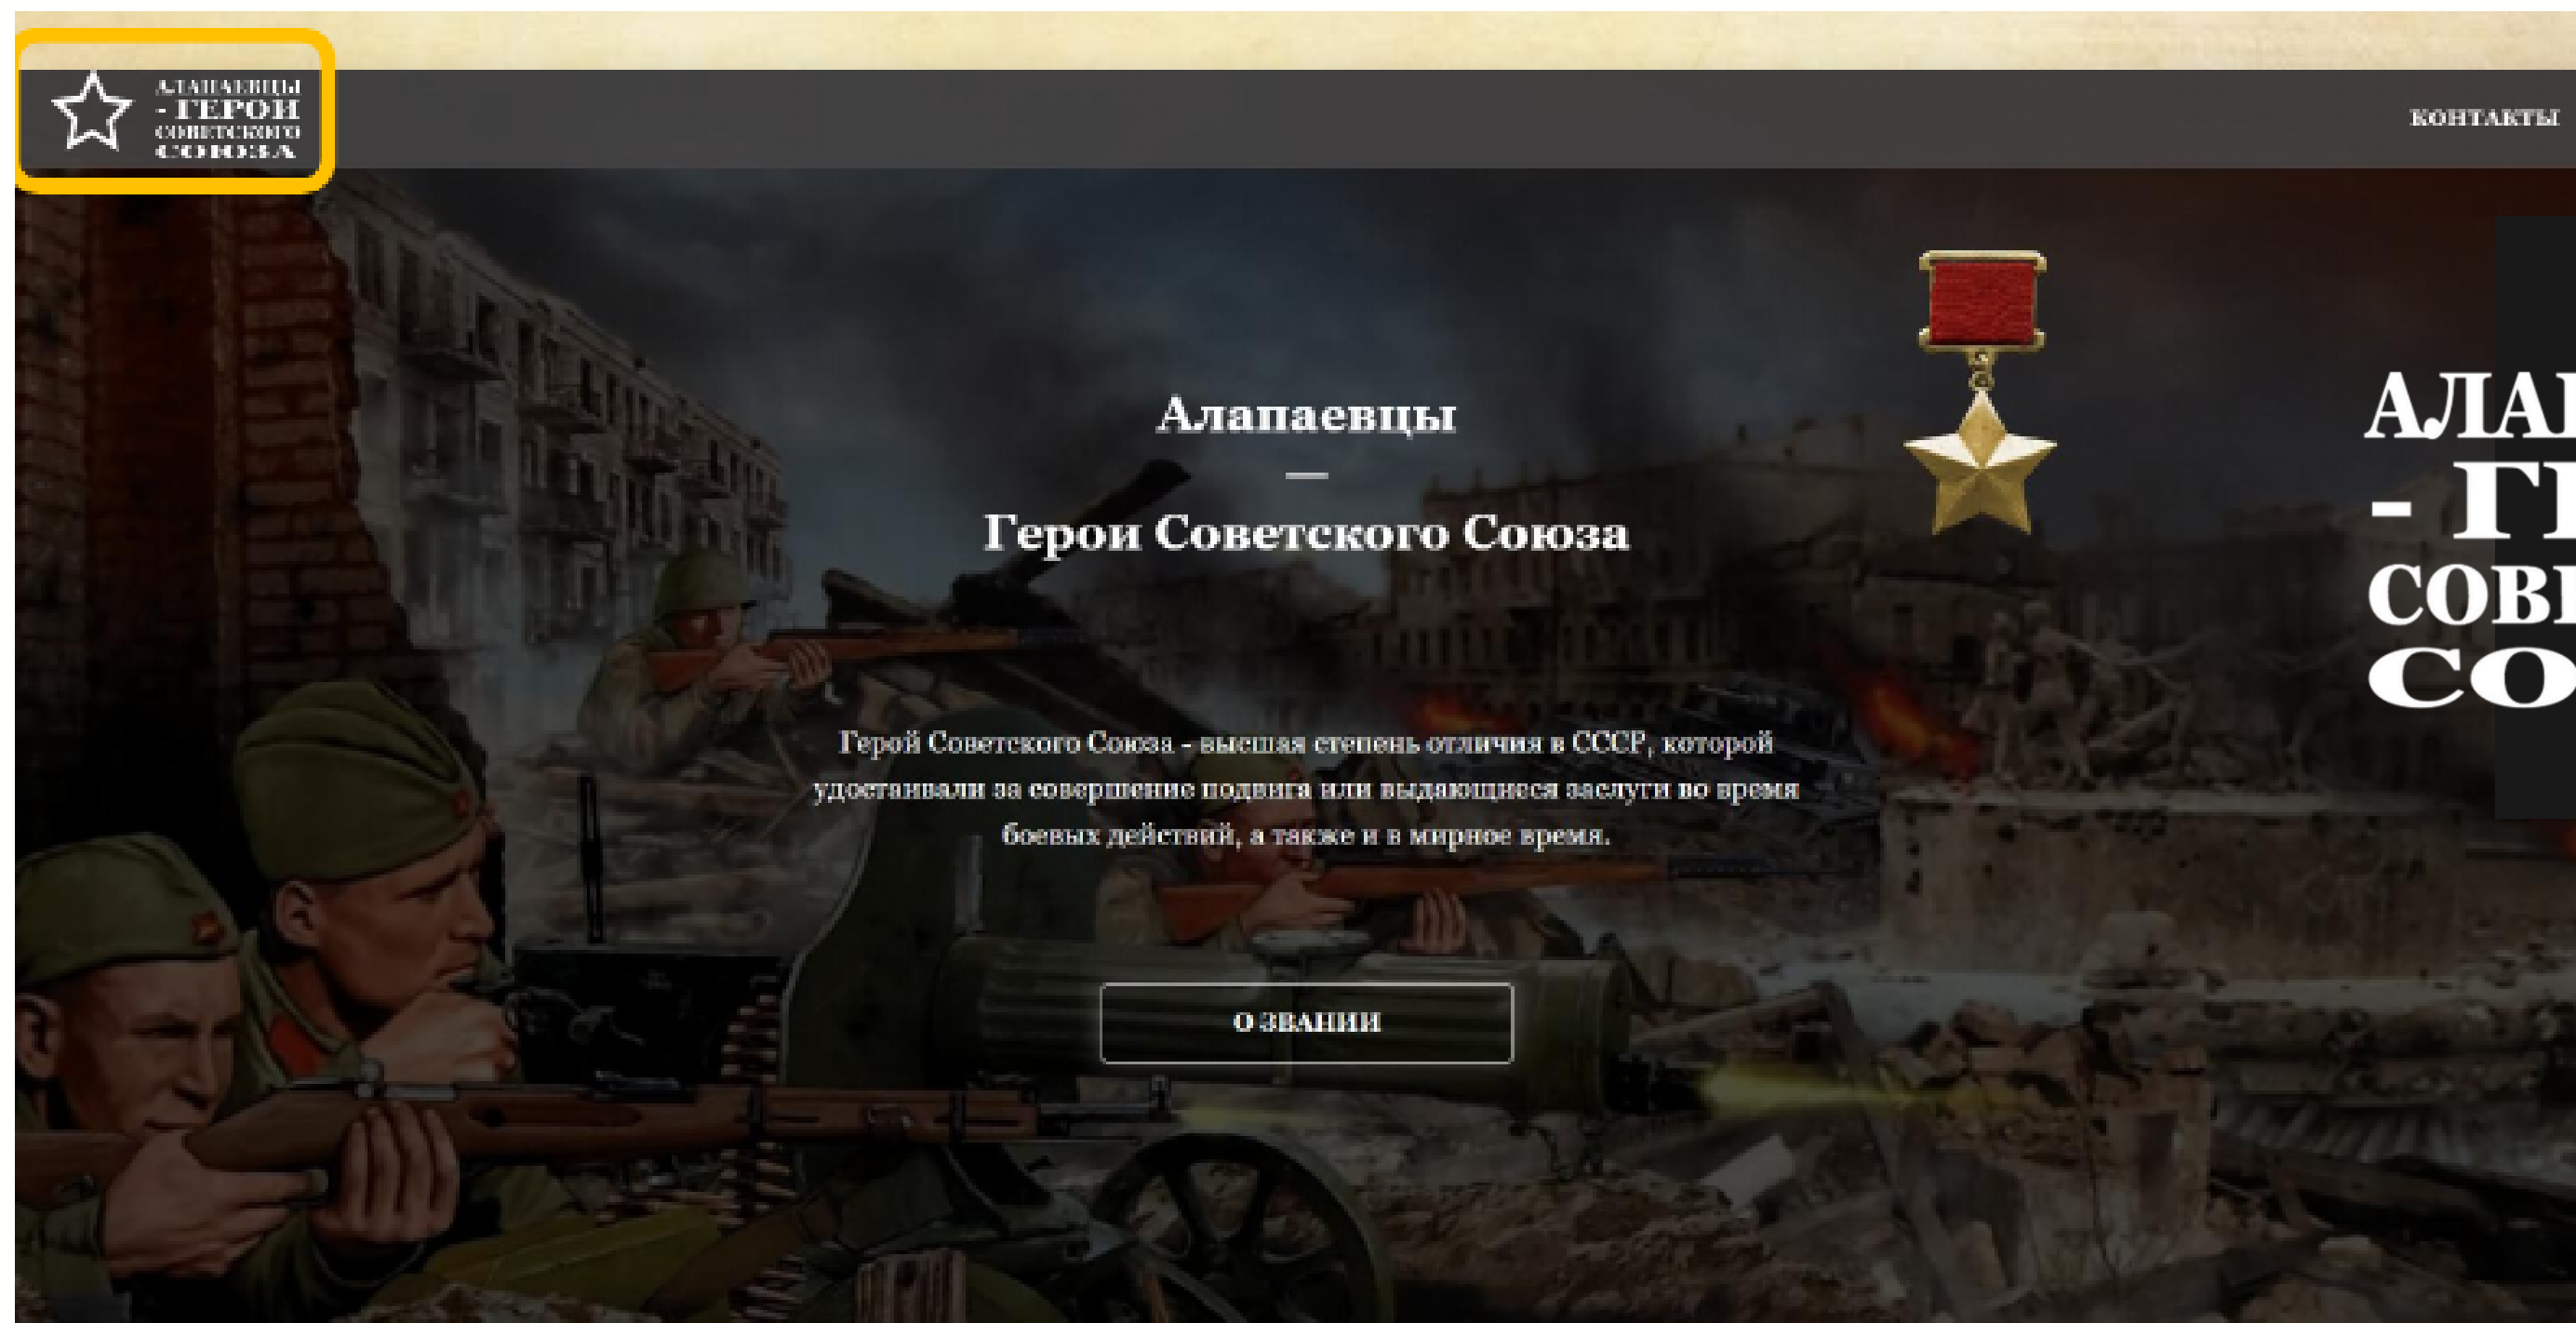 АЛАПАЕВЦЫ
- ГЕРОИ
СОВЕТСКОГО
СОЮЗА
КОНТАКТЫ
Алапаевцы
—
Герои Советского Союза
Герой Советского Союза - высшая степень отличия в СССР, которой
удостаивали за совершение подвига или выдающиеся заслуги во время
боевых действий, а также и в мирное время.
О ЗВАНИИ